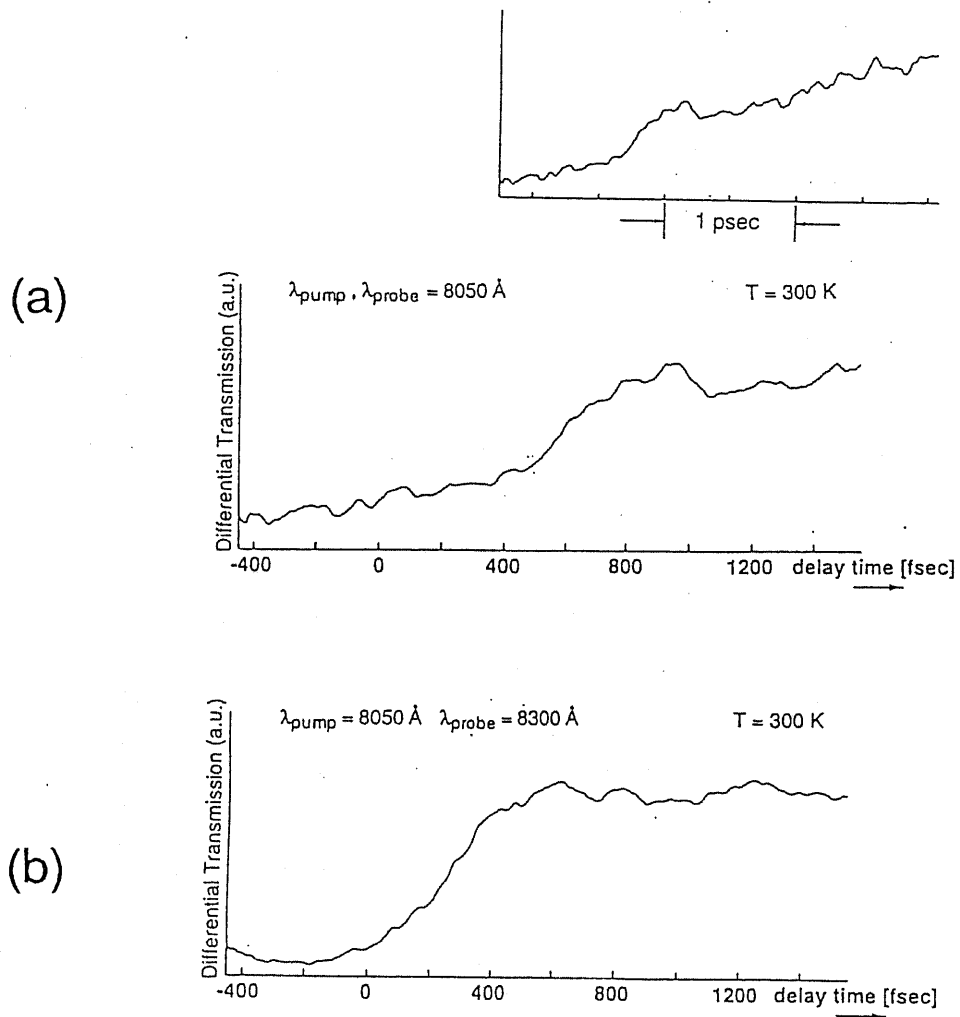 1 psec
(a)
λpump , λprobe = 8050 Å T = 300 K
Differential Transmission (a.u.)
-400 0 400 800 1200 delay time [fsec]
λpump = 8050 Å λprobe = 8300 Å T = 300 K
Differential Transmission (a.u.)
(b)
-400 0 400 800 1200 delay time [fsec]